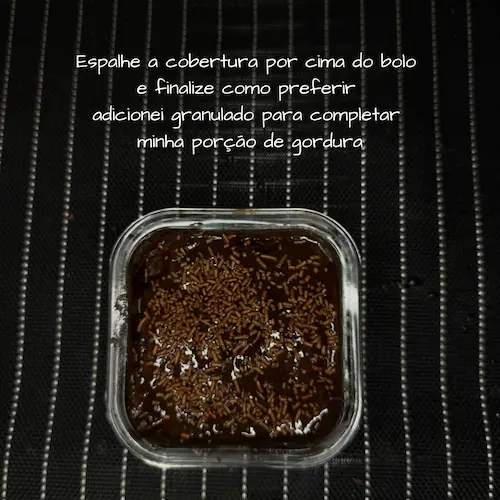 Espalhe a cobertura por cima do bolo
e finalize como preferir
adicionei granulado para completar
minha porção de gordura